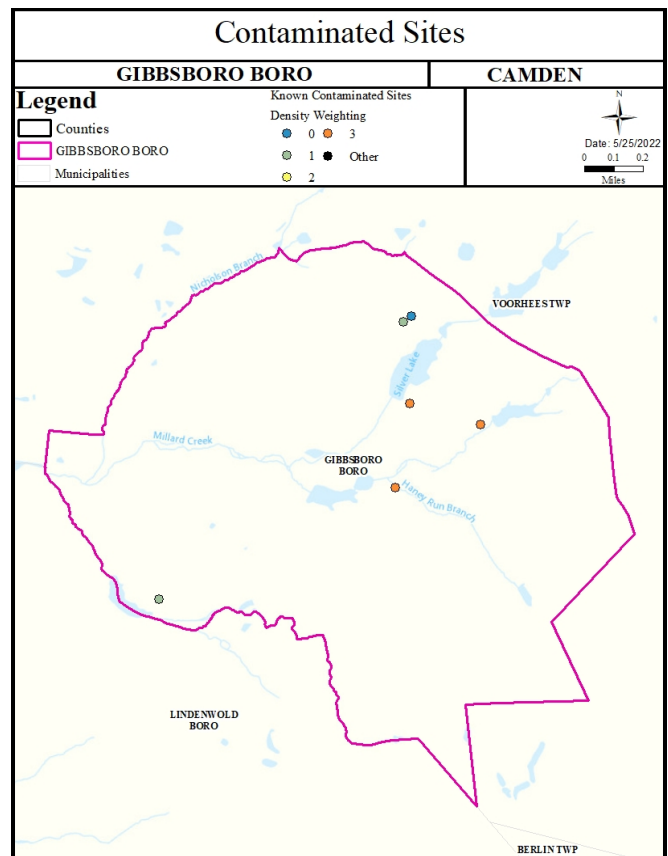 Contaminated Sites
GIBBSBORO BORO
CAMDEN
Legend
Counties
GIBBSBORO BORO
Municipalities
Known Contaminated Sites
Density Weighting
0 3
1 Other
2
N
Date: 5/25/2022
0 0.1 0.2
Miles
Nicholson Branch
VOORHEES TWP
Silver Lake
Millard Creek
GIBBSBORO
BORO
Haney Run Branch
LINDENWOLD
BORO
BERLIN TWP